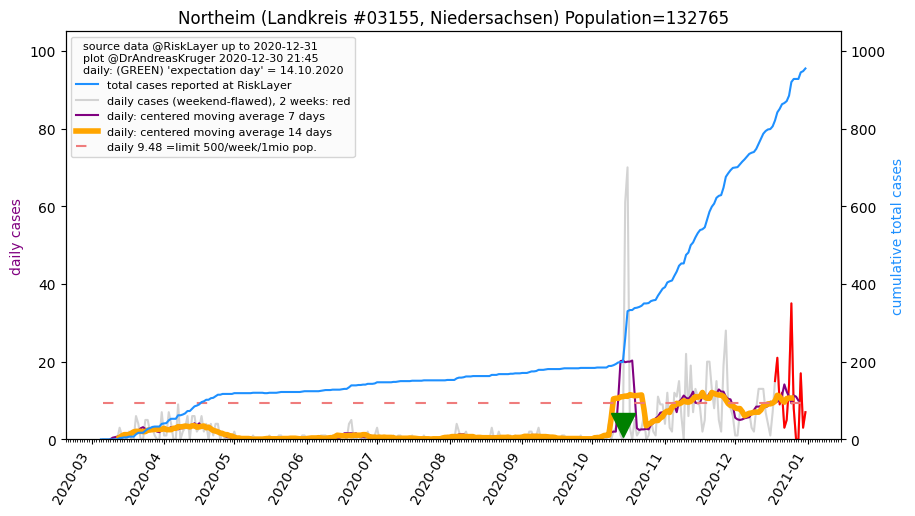 Northeim (Landkreis #03155, Niedersachsen) Population=132765
source data @RiskLayer up to 2020-12-31
plot @DrAndreasKruger 2020-12-30 21:45
daily: (GREEN) 'expectation day' = 14.10.2020
total cases reported at RiskLayer
daily cases (weekend-flawed), 2 weeks: red
daily: centered moving average 7 days
daily: centered moving average 14 days
daily 9.48 =limit 500/week/1mio pop.
daily cases
100
80
60
40
20
0
cumulative total cases
1000
800
600
400
200
0
2020-03
2020-04
2020-05
2020-06
2020-07
2020-08
2020-09
2020-10
2020-11
2020-12
2021-01